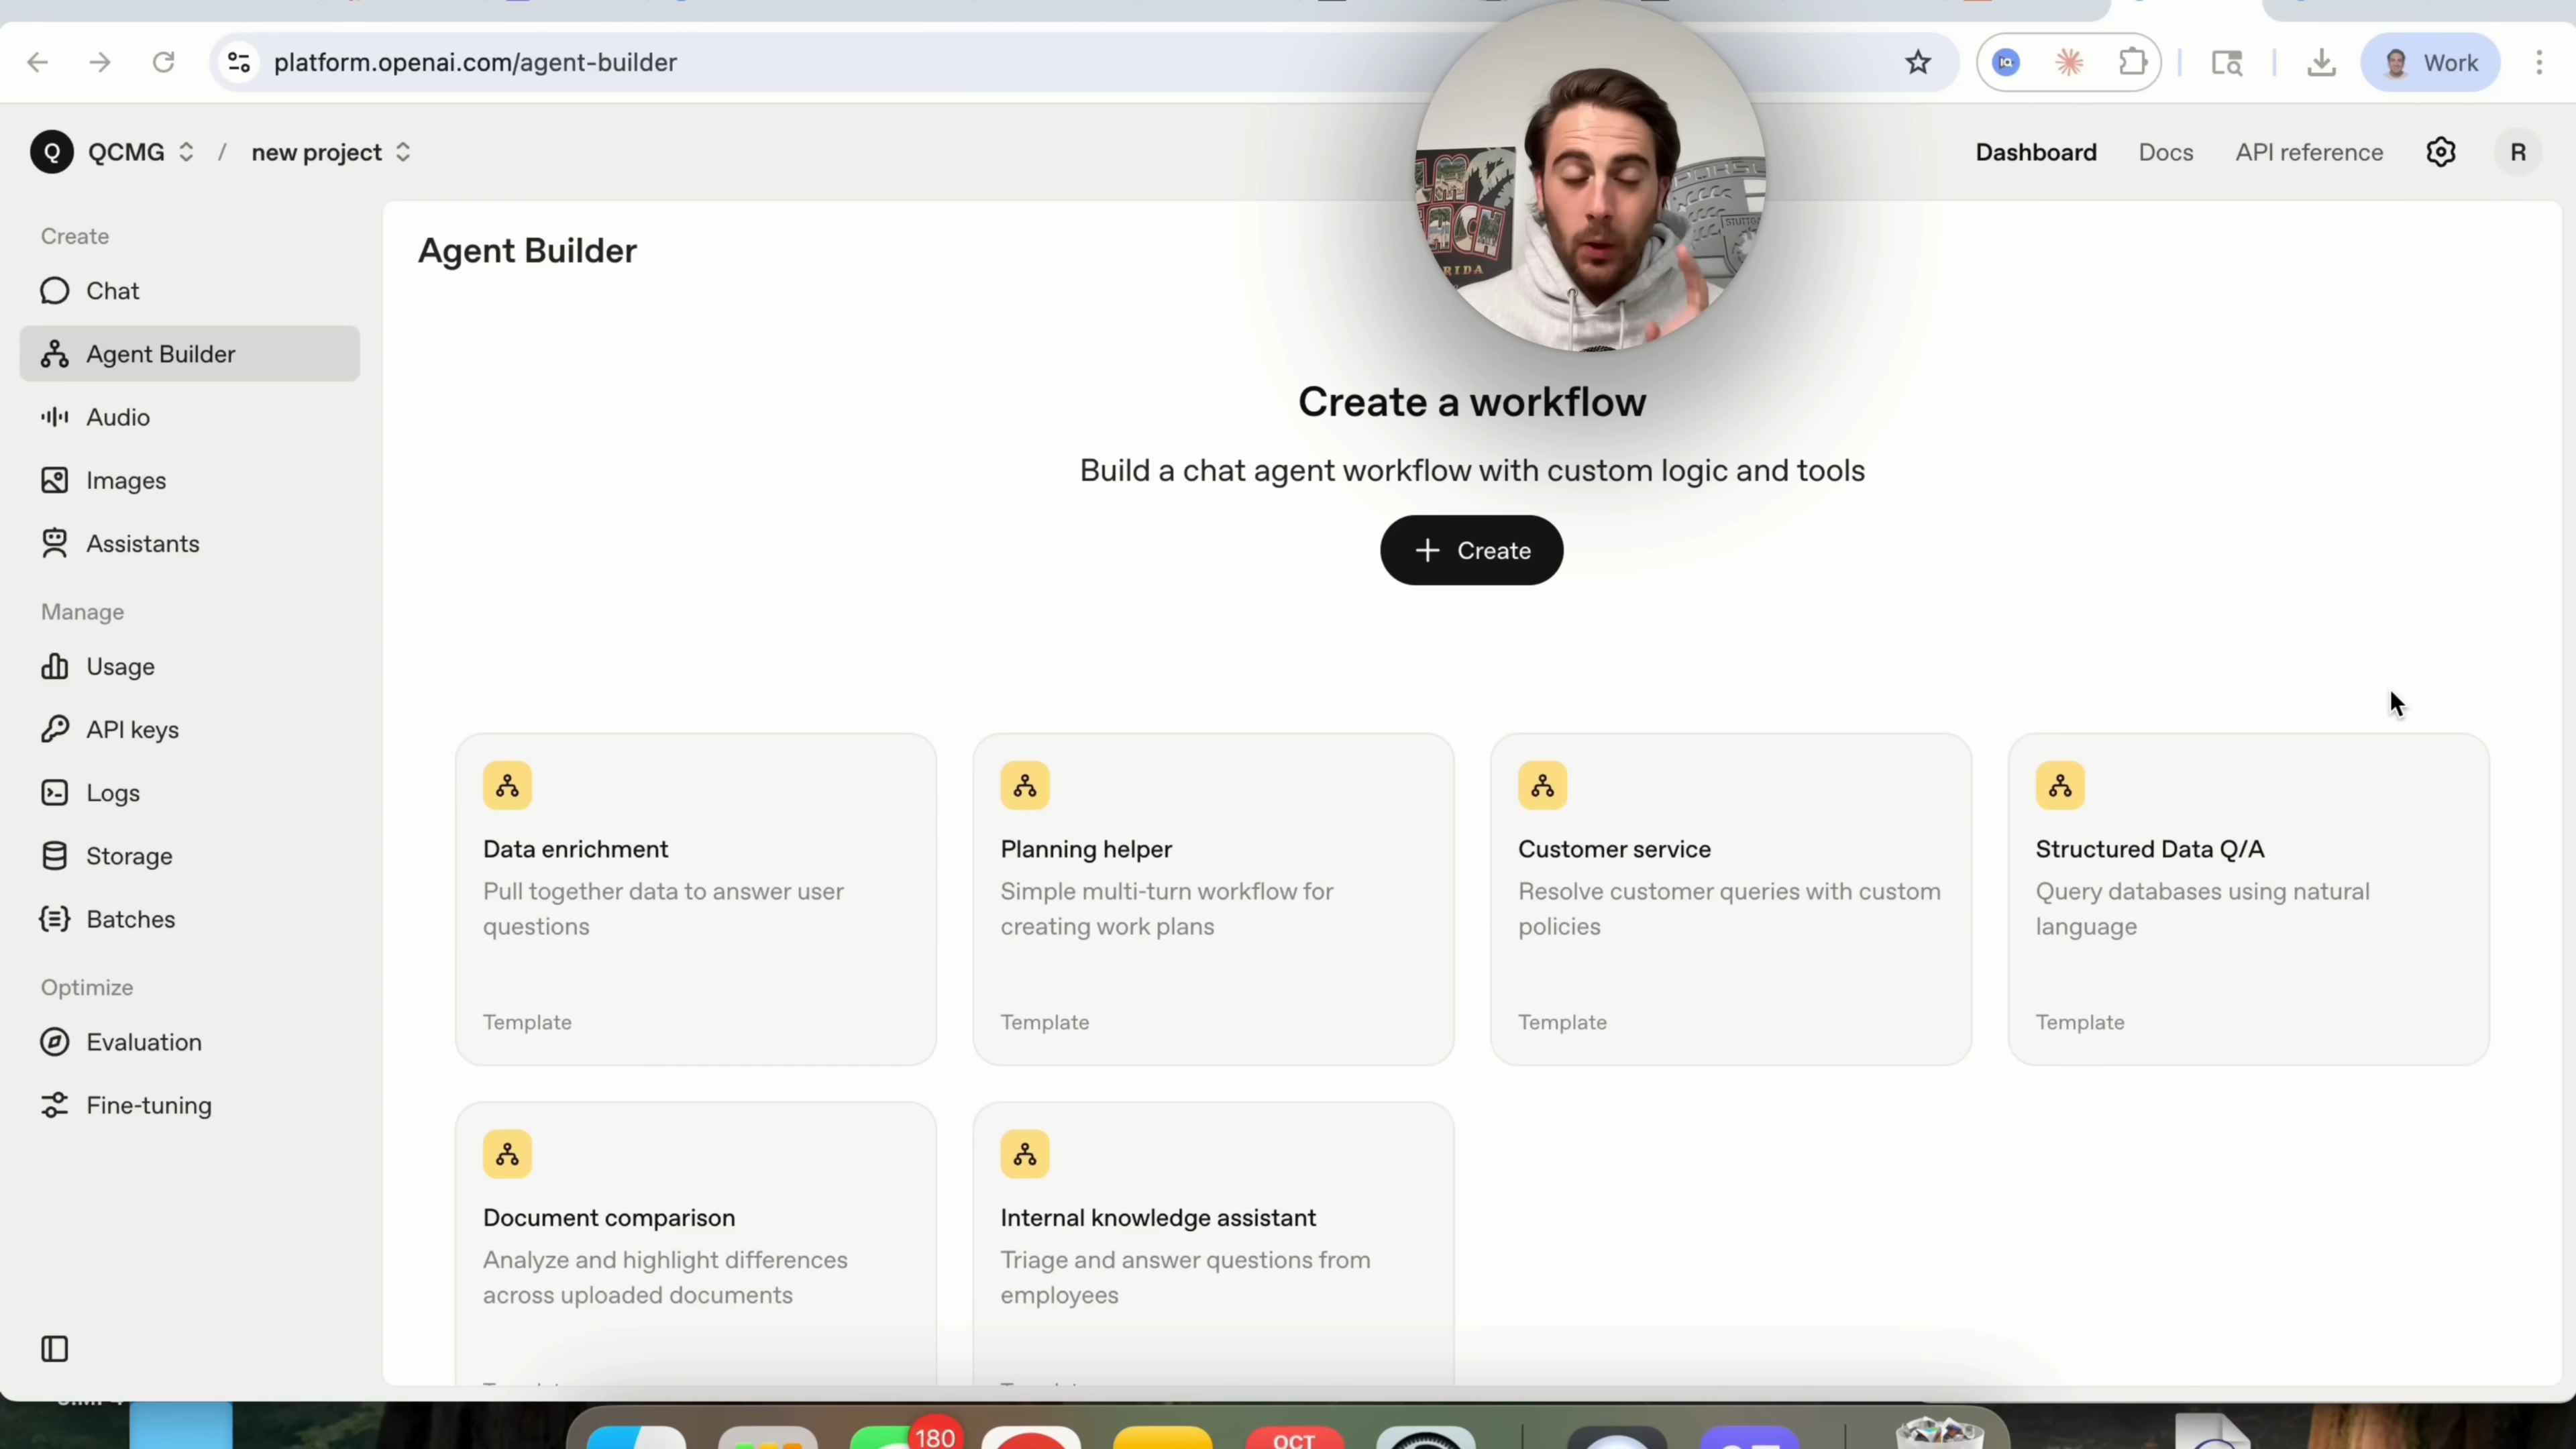 platform.openai.com/agent-builder
Work
Q QCMG / new project
Dashboard Docs API reference R
Create
Chat
Agent Builder
Audio
Images
Assistants
Manage
Usage
API keys
Logs
Storage
Batches
Optimize
Evaluation
Fine-tuning
Agent Builder
RIDA
Create a workflow
Build a chat agent workflow with custom logic and tools
+ Create
Data enrichment
Pull together data to answer user
questions
Template
Planning helper
Simple multi-turn workflow for
creating work plans
Template
Customer service
Resolve customer queries with custom
policies
Template
Structured Data Q/A
Query databases using natural
language
Template
Document comparison
Analyze and highlight differences
across uploaded documents
Internal knowledge assistant
Triage and answer questions from
employees
180
OCT